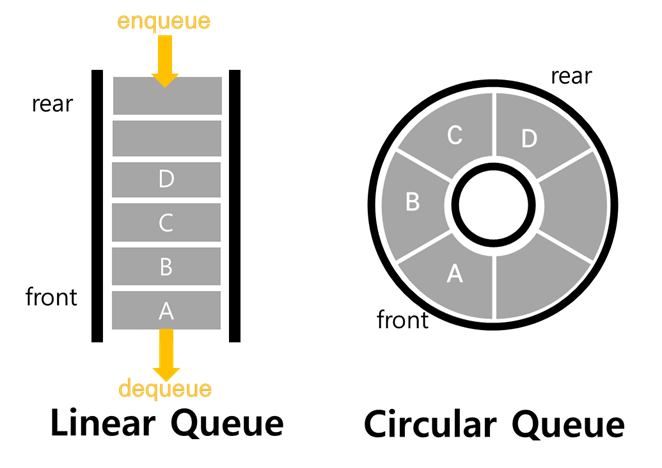 enqueue
rear
D
C
B
A
front
dequeue
Linear Queue
rear
C
D
B
A
front
Circular Queue